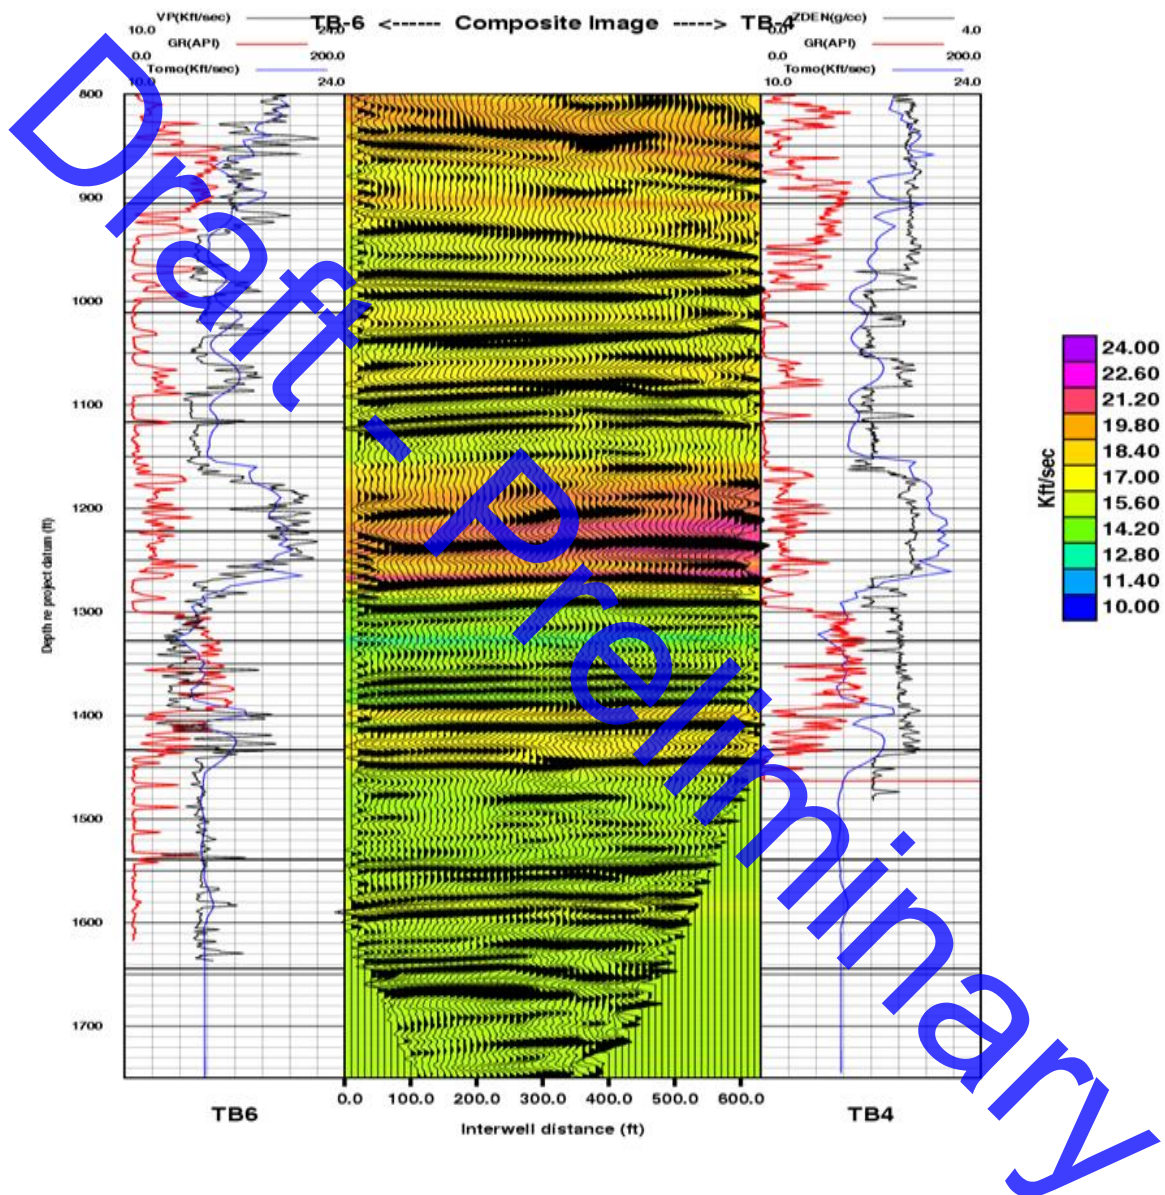 TB-6 <------ Composite Image -----> TB-4
VP(Kft/sec)
10.0 24.0
GR(API)
0.0 200.0
Tomo(Kft/sec)
10.0 24.0
ZDEN(g/cc)
0.0 4.0
GR(API)
0.0 200.0
Tomo(Kft/sec)
10.0 24.0
800
900
1000
1100
1200
1300
1400
1500
1600
1700
Depth re project datum (ft)
0.0 100.0 200.0 300.0 400.0 500.0 600.0
TB6
Interwell distance (ft)
TB4
Kft/sec
24.00
22.60
21.20
19.80
18.40
17.00
15.60
14.20
12.80
11.40
10.00
Draft - Preliminary